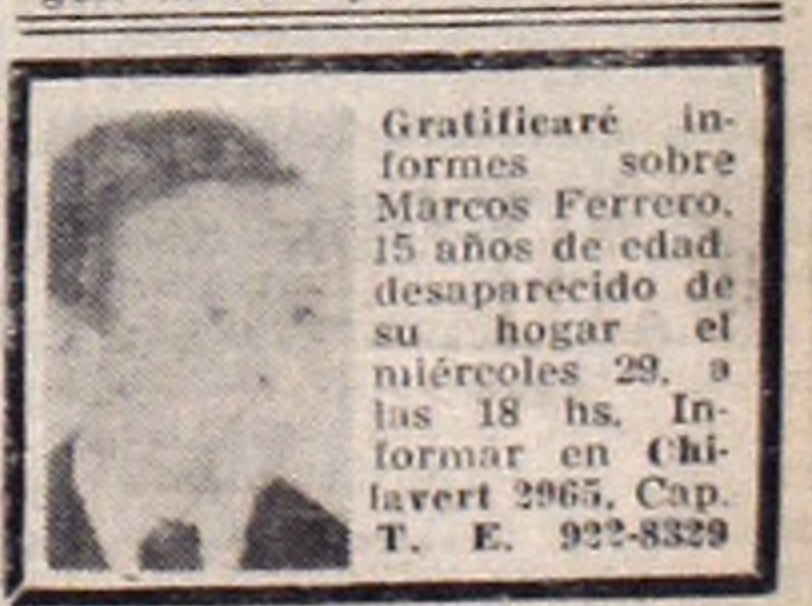 Gratificaré in-
formes sobre
Marcos Ferrero,
15 años de edad,
desaparecido de
su hogar el
miércoles 29, a
las 18 hs. In-
formar en Chi-
lavert 2965, Cap.
T. E. 922-8329